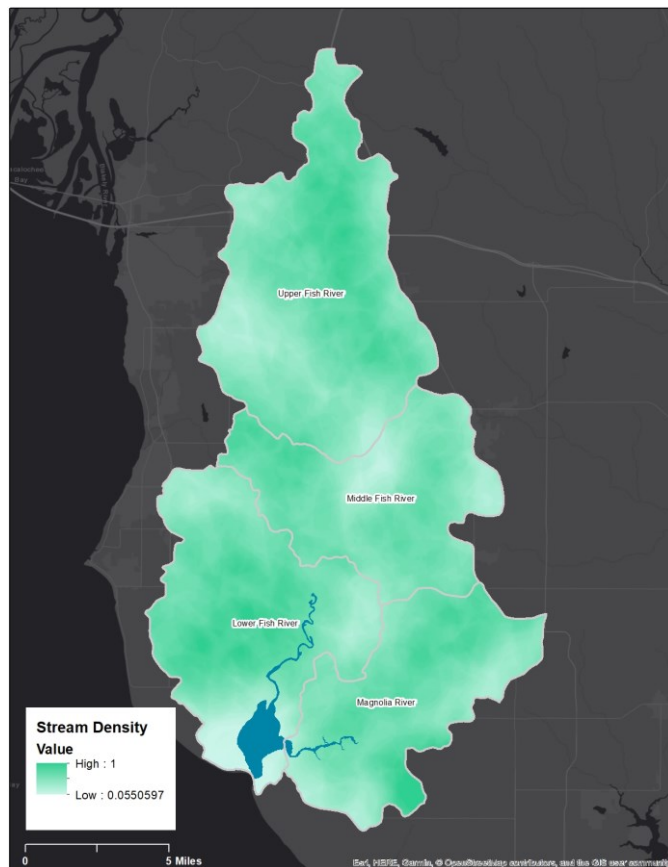 Upper Fish River
Middle Fish River
Lower Fish River
Magnolia River
Stream Density
Value
High : 1
Low : 0.0550597
0
5 Miles
Esri, HERE, Garmin, © OpenStreetMap contributors, and the GIS user communi